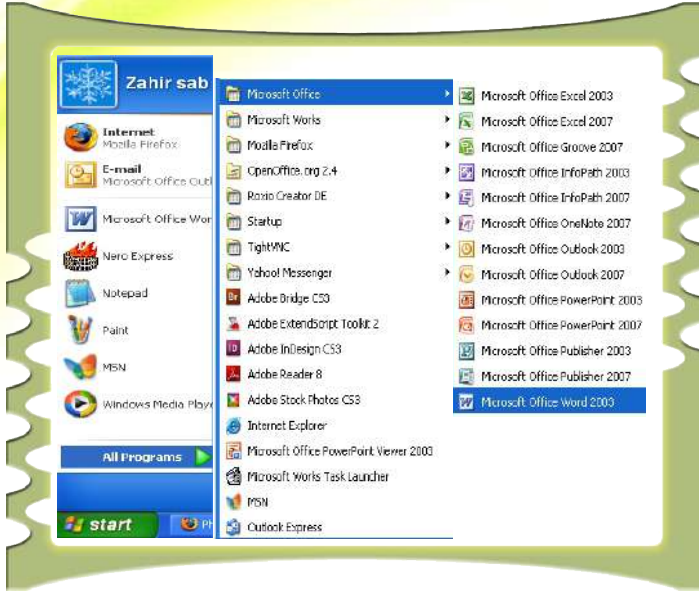 Zahir sab
Internet
Mozilla Firefox
E-mail
Microsoft Office Outl
Microsoft Office Wor
Nero Express
Notepad
Paint
MSN
Windows Media Playe
All Programs
start
Ph
Microsoft Office
Microsoft Works
Mozilla Firefox
OpenOffice.org 2.4
Roxio Creator DE
Startup
TightVNC
Yahoo! Messenger
Adobe Bridge CS3
Adobe ExtendScript Toolkit 2
Adobe InDesign CS3
Adobe Reader 8
Adobe Stock Photos CS3
Internet Explorer
Microsoft Office PowerPoint Viewer 2003
Microsoft Works Task Launcher
MSN
Outlook Express
Microsoft Office Excel 2003
Microsoft Office Excel 2007
Microsoft Office Groove 2007
Microsoft Office InfoPath 2003
Microsoft Office InfoPath 2007
Microsoft Office OneNote 2007
Microsoft Office Outlook 2003
Microsoft Office Outlook 2007
Microsoft Office PowerPoint 2003
Microsoft Office PowerPoint 2007
Microsoft Office Publisher 2003
Microsoft Office Publisher 2007
Microsoft Office Word 2003